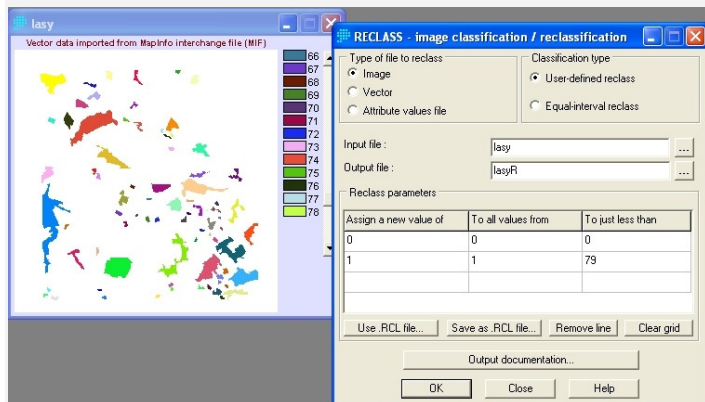 lasy
Vector data imported from MapInfo interchange file (MIF)
66
67
68
69
70
71
72
73
74
75
76
77
78
RECLASS - image classification / reclassification
Type of file to reclass
Image
Vector
Attribute values file
Classification type
User-defined reclass
Equal-interval reclass
Input file :
lasy
...
Output file :
lasyR
...
Reclass parameters
Assign a new value of To all values from To just less than
0 0 0
1 1 79
Use .RCL file... Save as .RCL file... Remove line Clear grid
Output documentation...
OK Close Help